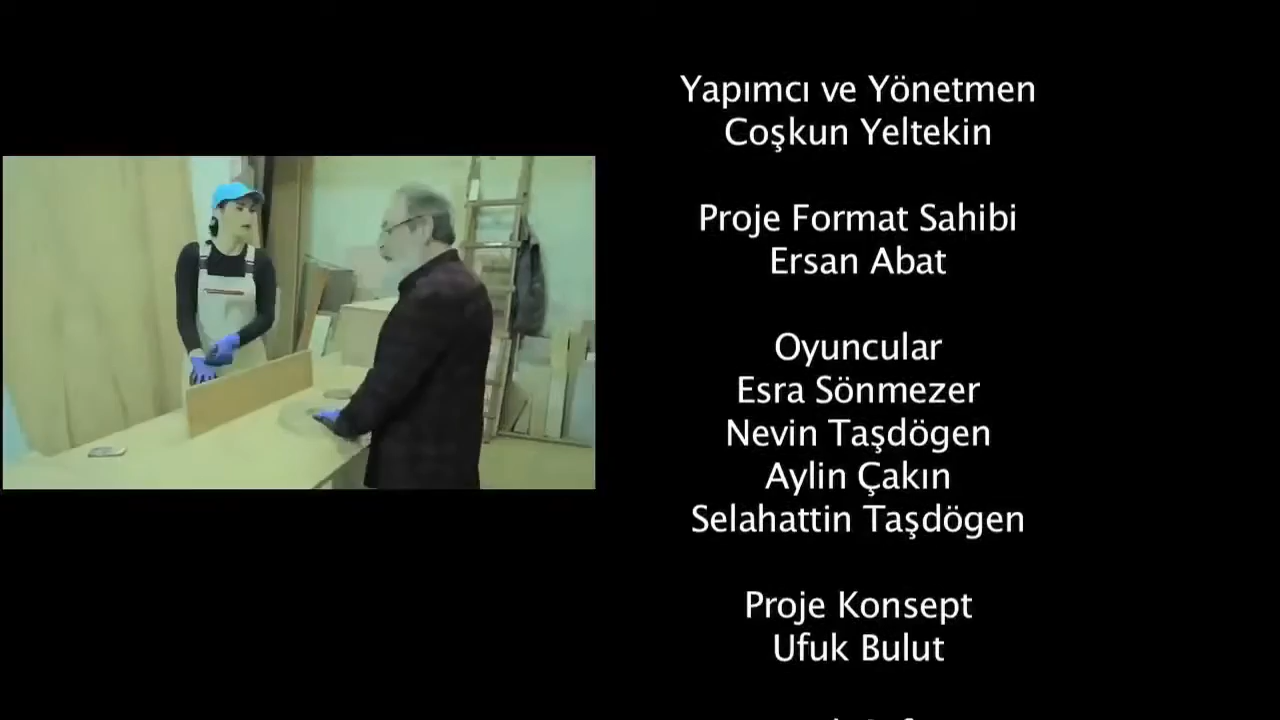 Yapımcı ve Yönetmen
Coşkun Yeltekin
Proje Format Sahibi
Ersan Abat
Oyuncular
Esra Sönmezer
Nevin Taşdögen
Aylin Çakın
Selahattin Taşdögen
Proje Konsept
Ufuk Bulut